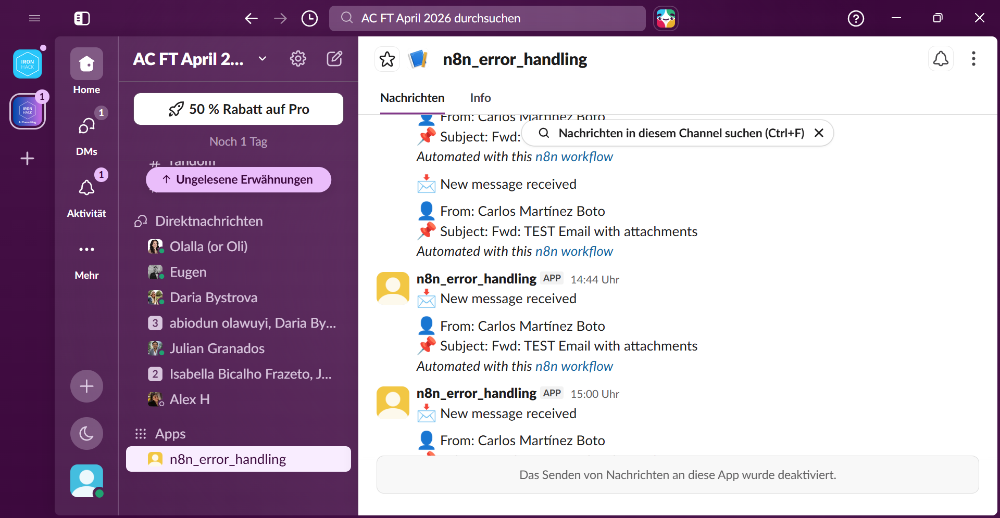 AC FT April 2026 durchsuchen
IRON
HACK
1
IRON
HACK
AI Consulting
Home
1
DMs
1
Aktivität
Mehr
AC FT April 2...
50 % Rabatt auf Pro
Noch 1 Tag
# random
Ungelesene Erwähnungen
Direktnachrichten
Olalla (or Oli)
Eugen
Daria Bystrova
3 abiodun olawuyi, Daria By...
Julian Granados
2 Isabella Bicalho Frazeto, J...
Alex H
Apps
n8n_error_handling
n8n_error_handling
Nachrichten Info
From: Carlos Martínez Boto
Subject: Fwd:
Nachrichten in diesem Channel suchen (Ctrl+F)
Automated with this n8n workflow
New message received
From: Carlos Martínez Boto
Subject: Fwd: TEST Email with attachments
Automated with this n8n workflow
n8n_error_handling APP 14:44 Uhr
New message received
From: Carlos Martínez Boto
Subject: Fwd: TEST Email with attachments
Automated with this n8n workflow
n8n_error_handling APP 15:00 Uhr
New message received
From: Carlos Martínez Boto
Das Senden von Nachrichten an diese App wurde deaktiviert.